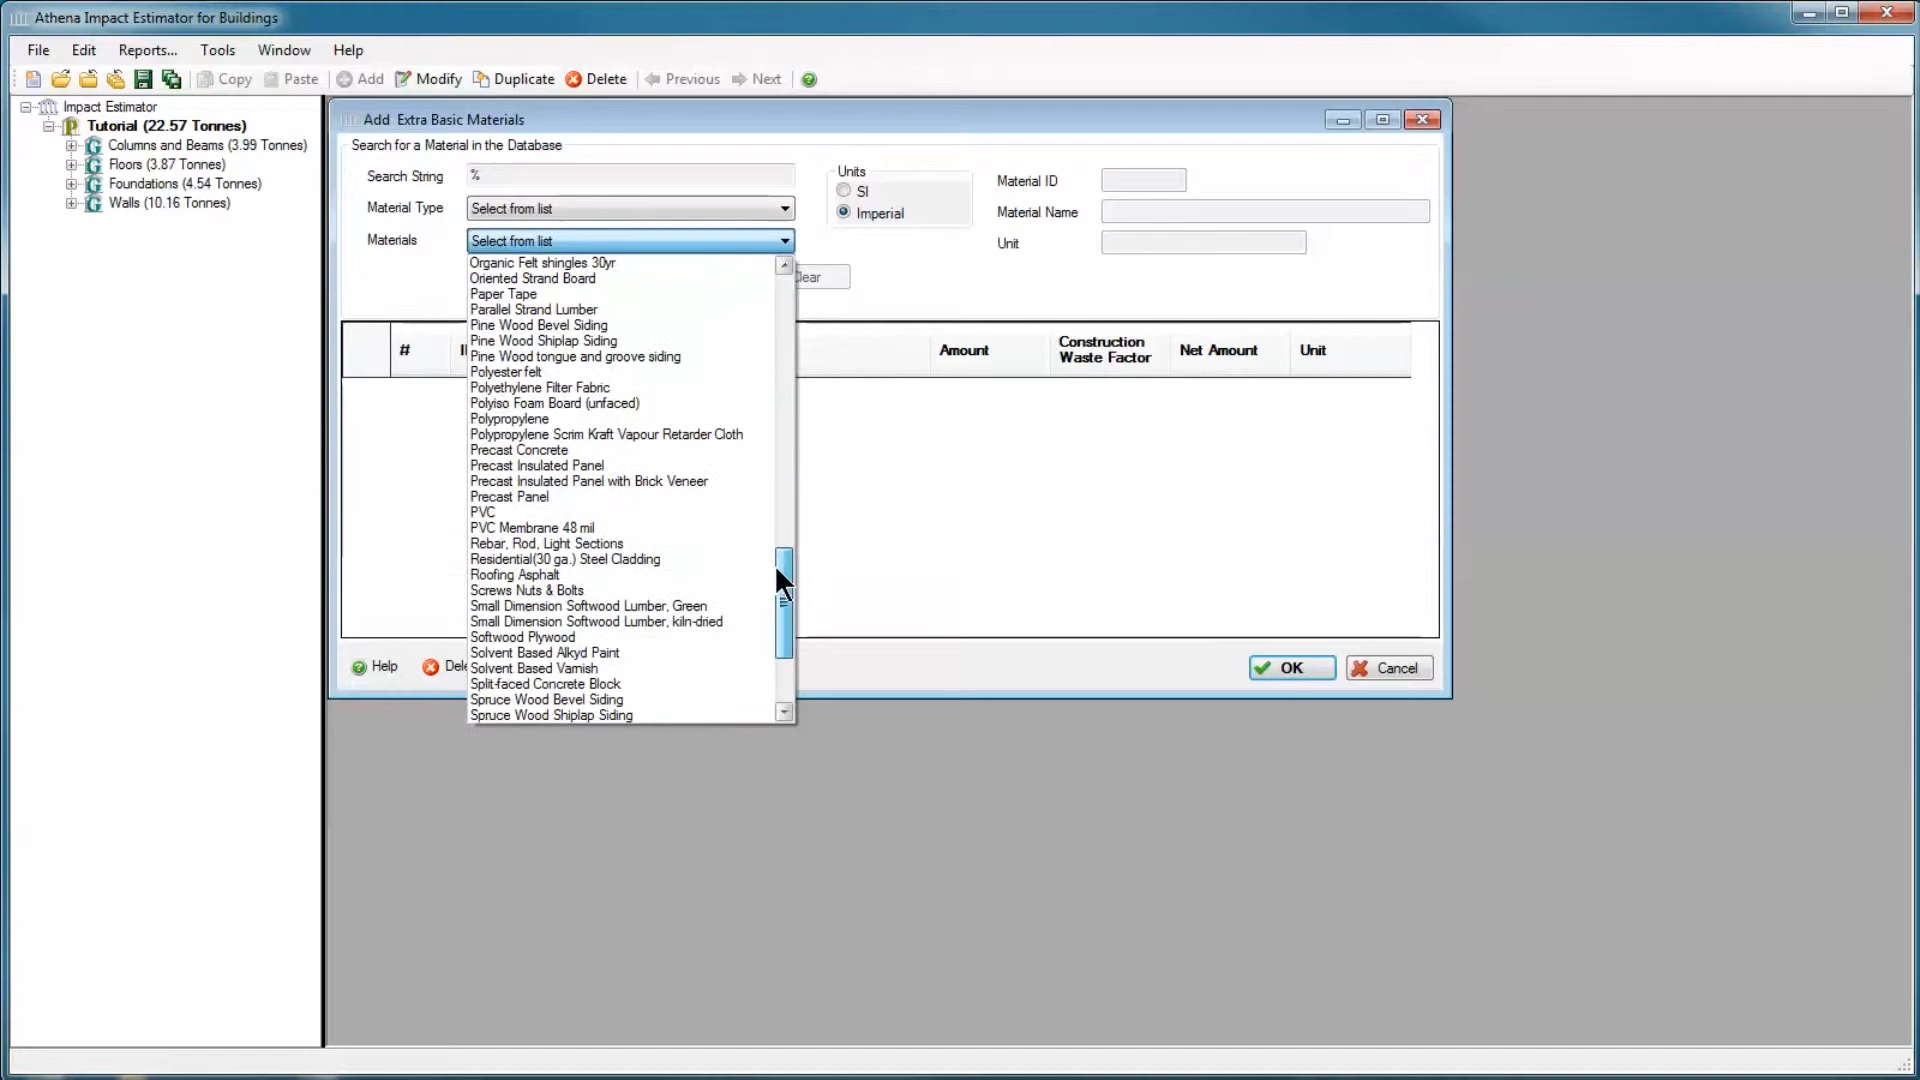 Athena Impact Estimator for Buildings
File Edit Reports... Tools Window Help
Copy Paste Add Modify Duplicate Delete Previous Next
Impact Estimator
Tutorial (22.57 Tonnes)
Columns and Beams (3.99 Tonnes)
Floors (3.87 Tonnes)
Foundations (4.54 Tonnes)
Walls (10.16 Tonnes)
Add Extra Basic Materials
Search for a Material in the Database
Search String %
Material Type Select from list
Materials Select from list
Units
SI
Imperial
Material ID
Material Name
Unit
Organic Felt shingles 30yr
Oriented Strand Board
Paper Tape
Parallel Strand Lumber
Pine Wood Bevel Siding
Pine Wood Shiplap Siding
Pine Wood tongue and groove siding
Polyester felt
Polyethylene Filter Fabric
Polyiso Foam Board (unfaced)
Polypropylene
Polypropylene Scrim Kraft Vapour Retarder Cloth
Precast Concrete
Precast Insulated Panel
Precast Insulated Panel with Brick Veneer
Precast Panel
PVC
PVC Membrane 48 mil
Rebar, Rod, Light Sections
Residential(30 ga.) Steel Cladding
Roofing Asphalt
Screws Nuts & Bolts
Small Dimension Softwood Lumber, Green
Small Dimension Softwood Lumber, kiln-dried
Softwood Plywood
Solvent Based Alkyd Paint
Solvent Based Varnish
Split-faced Concrete Block
Spruce Wood Bevel Siding
Spruce Wood Shiplap Siding
# Amount Construction Waste Factor Net Amount Unit
Help
OK Cancel